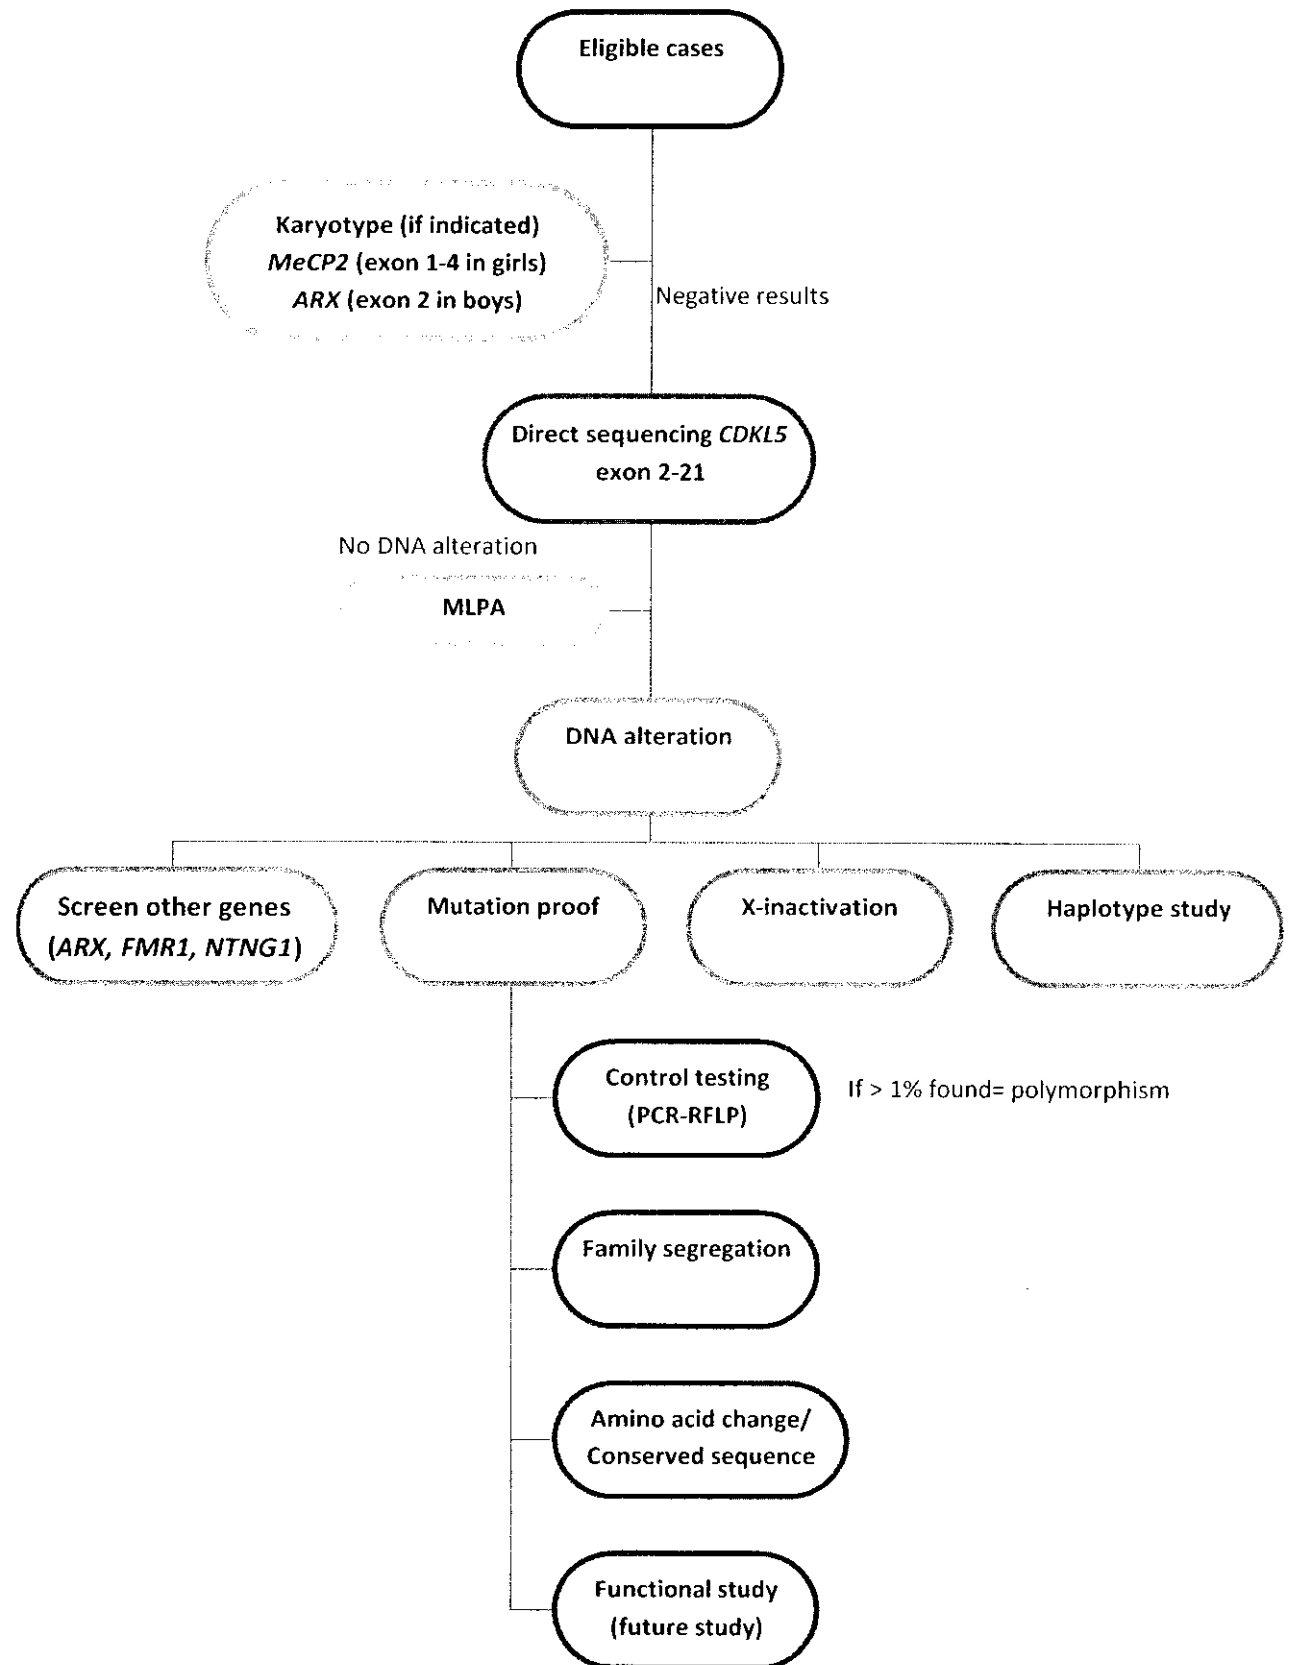 Eligible cases
Karyotype (if indicated)
MeCP2 (exon 1-4 in girls)
ARX (exon 2 in boys)
Negative results
Direct sequencing CDKL5
exon 2-21
No DNA alteration
MLPA
DNA alteration
Screen other genes
(ARX, FMR1, NTNG1)
Mutation proof
X-inactivation
Haplotype study
Control testing
(PCR-RFLP)
If > 1% found= polymorphism
Family segregation
Amino acid change/
Conserved sequence
Functional study
(future study)